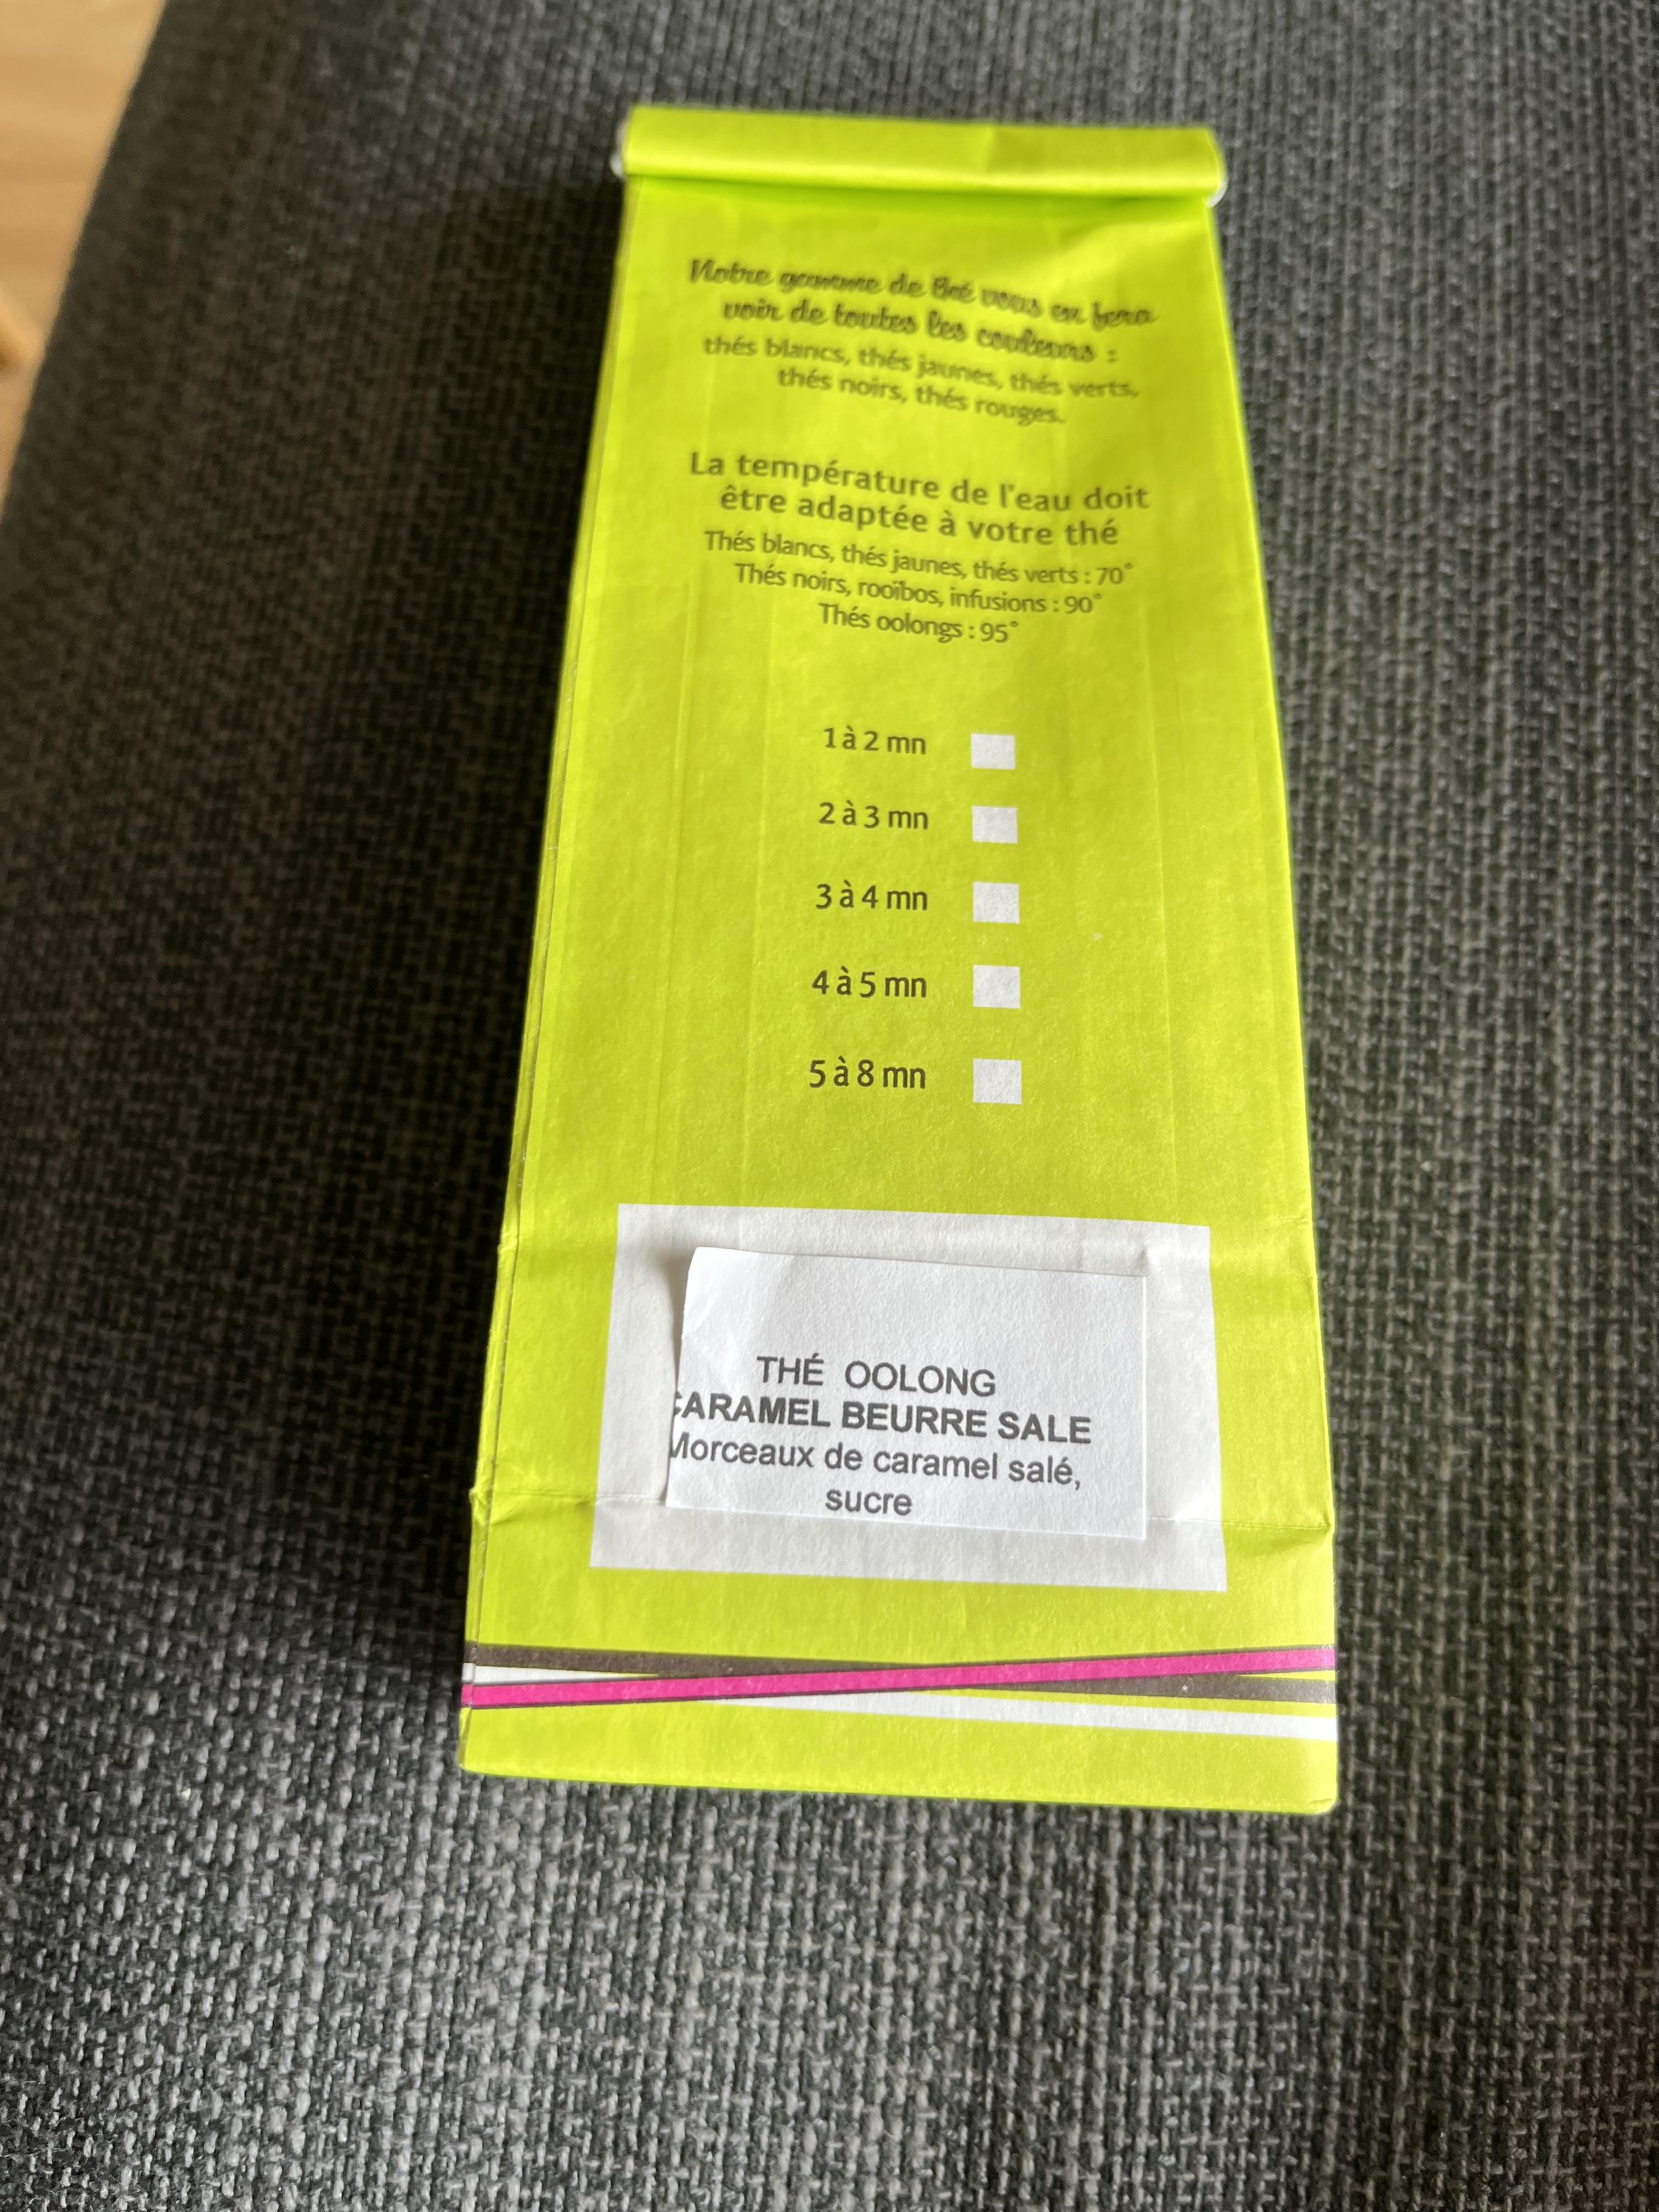 Notre gamme de thé vous en fera
voir de toutes les couleurs :
thés blancs, thés jaunes, thés verts,
thés noirs, thés rouges.
La température de l'eau doit
être adaptée à votre thé
Thés blancs, thés jaunes, thés verts : 70°
Thés noirs, rooïbos, infusions : 90°
Thés oolongs : 95°
1 à 2 mn
2 à 3 mn
3 à 4 mn
4 à 5 mn
5 à 8 mn
THÉ OOLONG
CARAMEL BEURRE SALE
Morceaux de caramel salé,
sucre